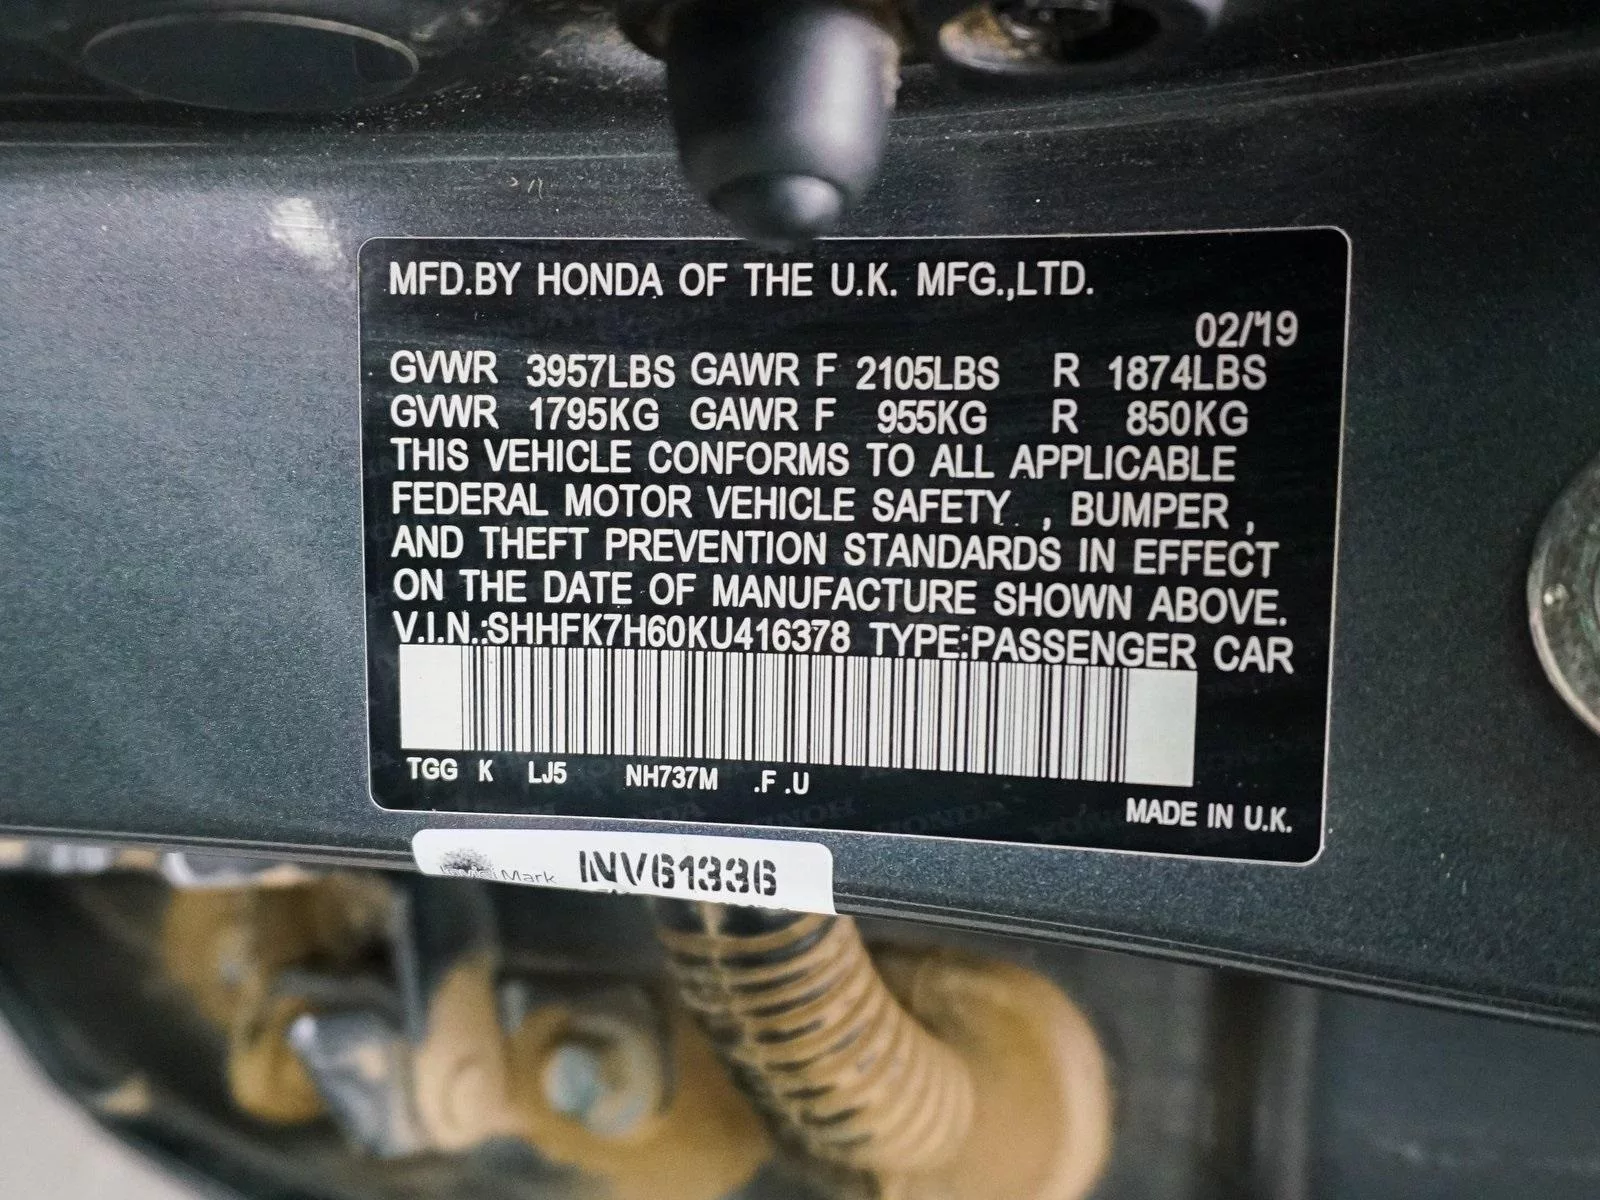 MFD.BY HONDA OF THE U.K. MFG.,LTD.
02/'19
GVWR 3957LBS GAWR F 2105LBS R 1874LBS
GVWR 1795KG GAWR F 955KG R 850KG
THIS VEHICLE CONFORMS TO ALL APPLICABLE
FEDERAL MOTOR VEHICLE SAFETY , BUMPER ,
AND THEFT PREVENTION STANDARDS IN EFFECT
ON THE DATE OF MANUFACTURE SHOWN ABOVE.
V.I.N.:SHHFK7H60KU416378 TYPE:PASSENGER CAR
TGG K LJ5 NH737M .F .U
MADE IN U.K.
Mark INV61336